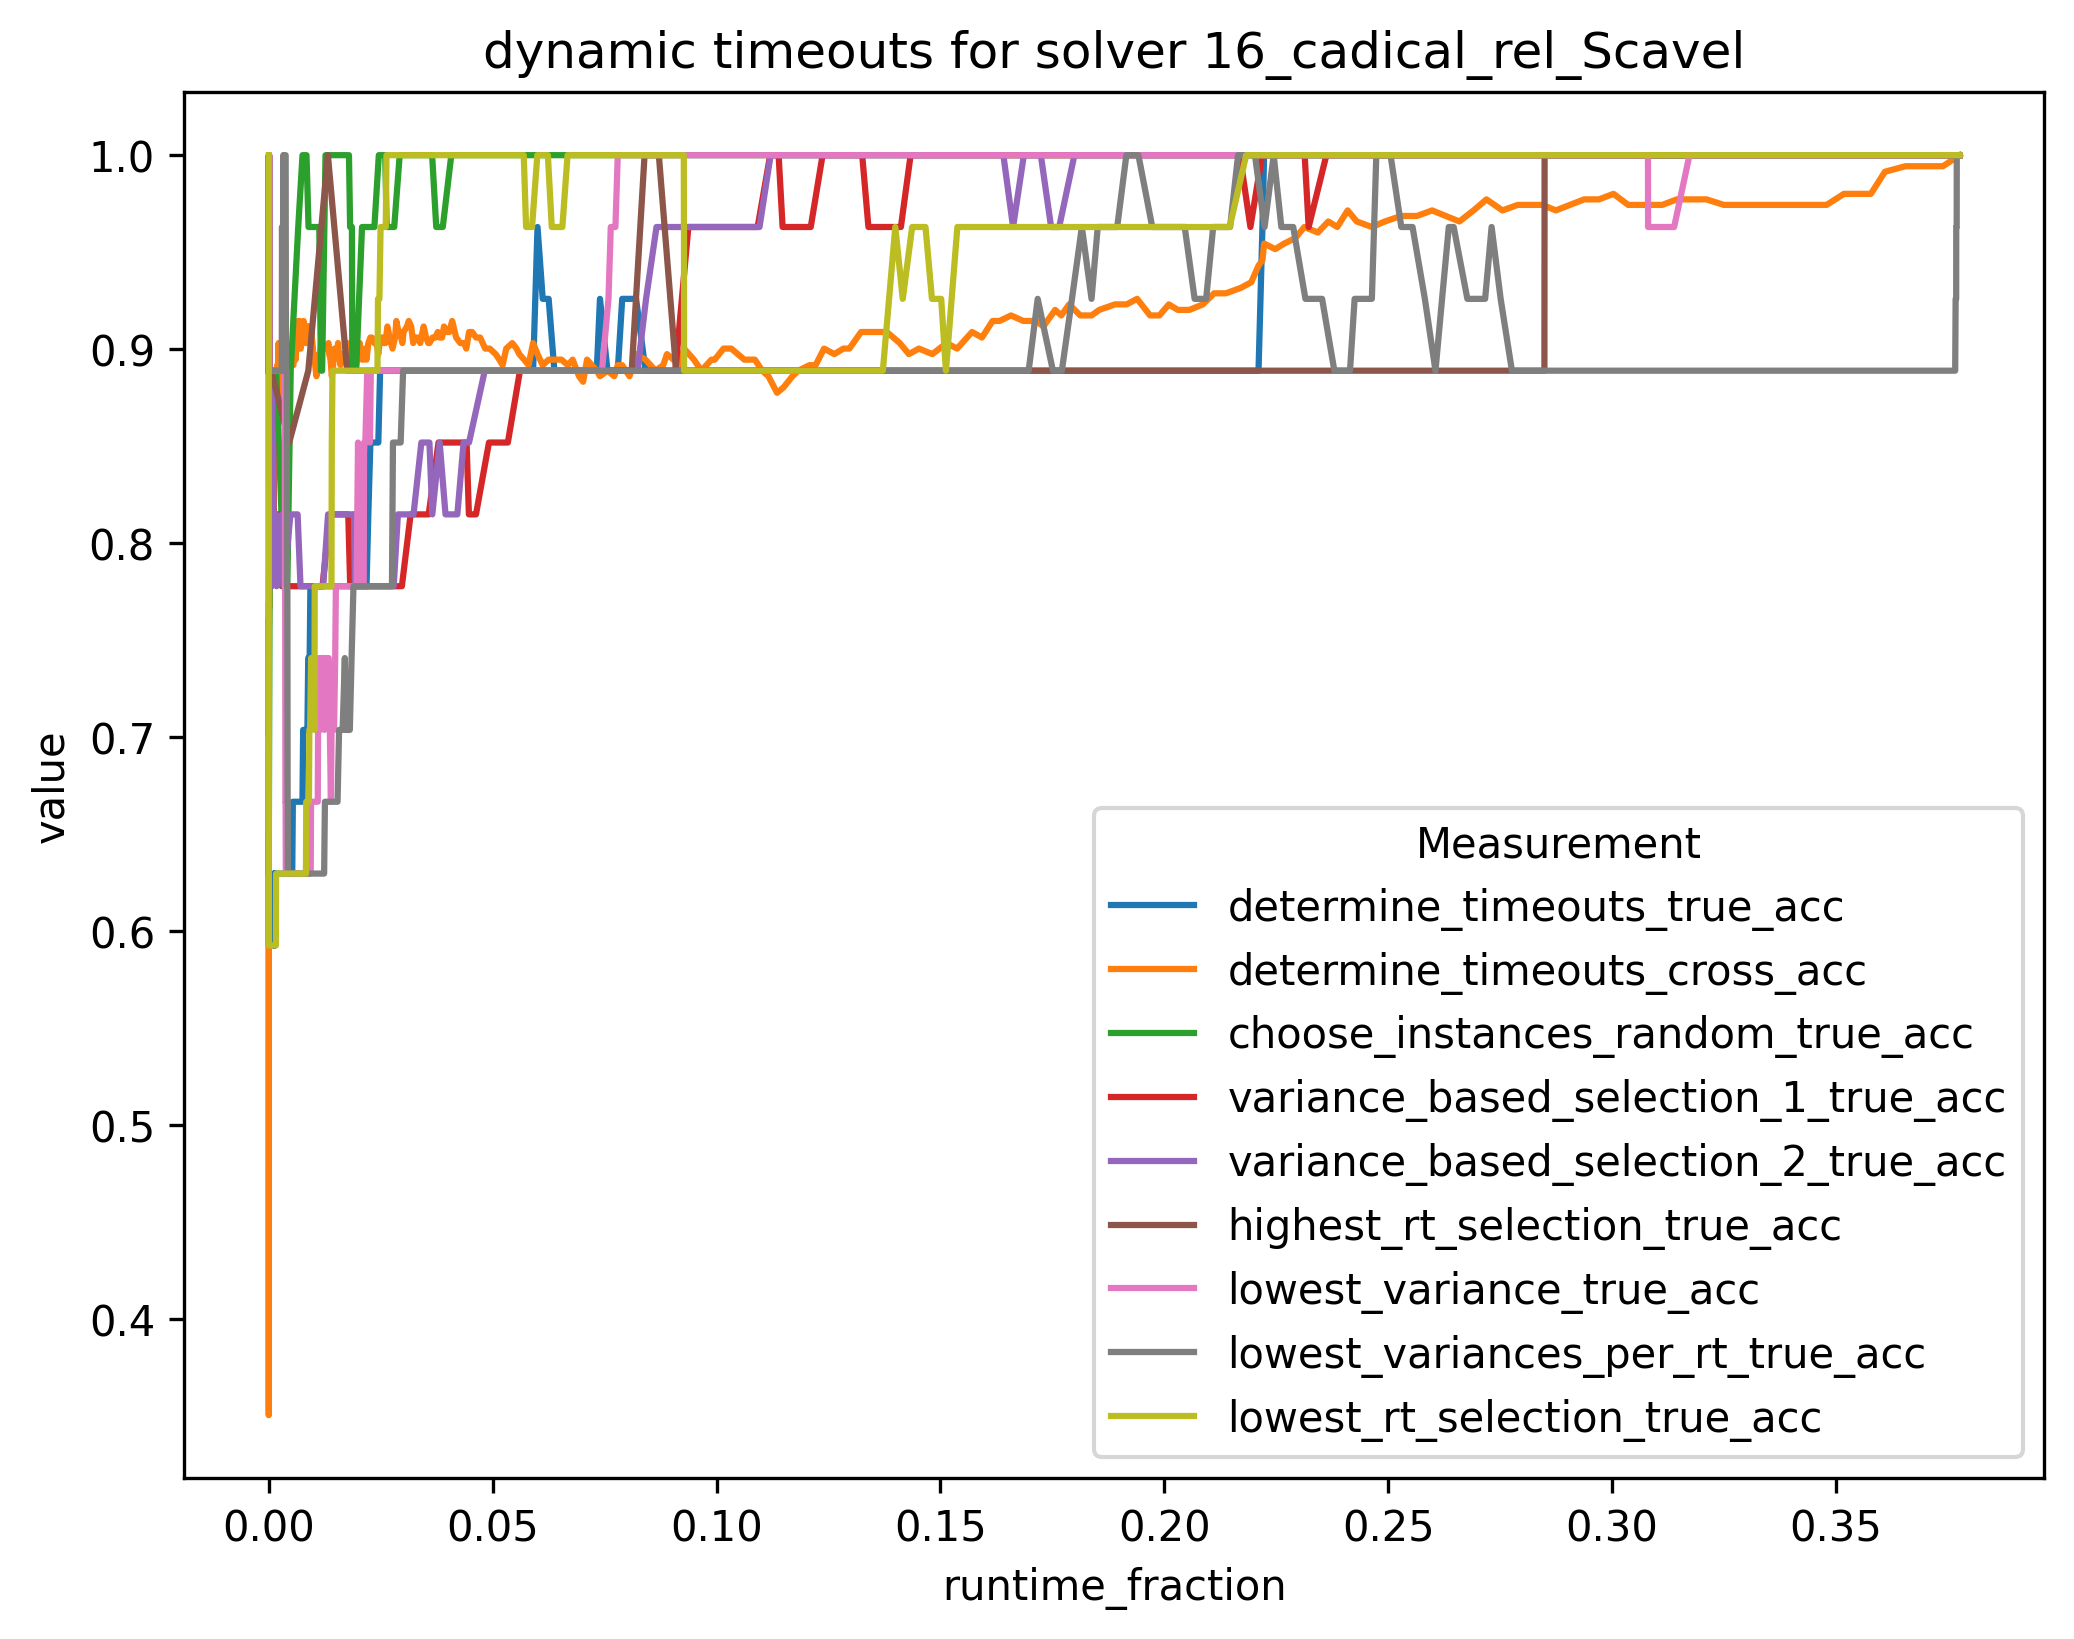 dynamic timeouts for solver 16_cadical_rel_Scavel
value
1.0
0.9
0.8
0.7
0.6
0.5
0.4
Measurement
determine_timeouts_true_acc
determine_timeouts_cross_acc
choose_instances_random_true_acc
variance_based_selection_1_true_acc
variance_based_selection_2_true_acc
highest_rt_selection_true_acc
lowest_variance_true_acc
lowest_variances_per_rt_true_acc
lowest_rt_selection_true_acc
0.00 0.05 0.10 0.15 0.20 0.25 0.30 0.35
runtime_fraction